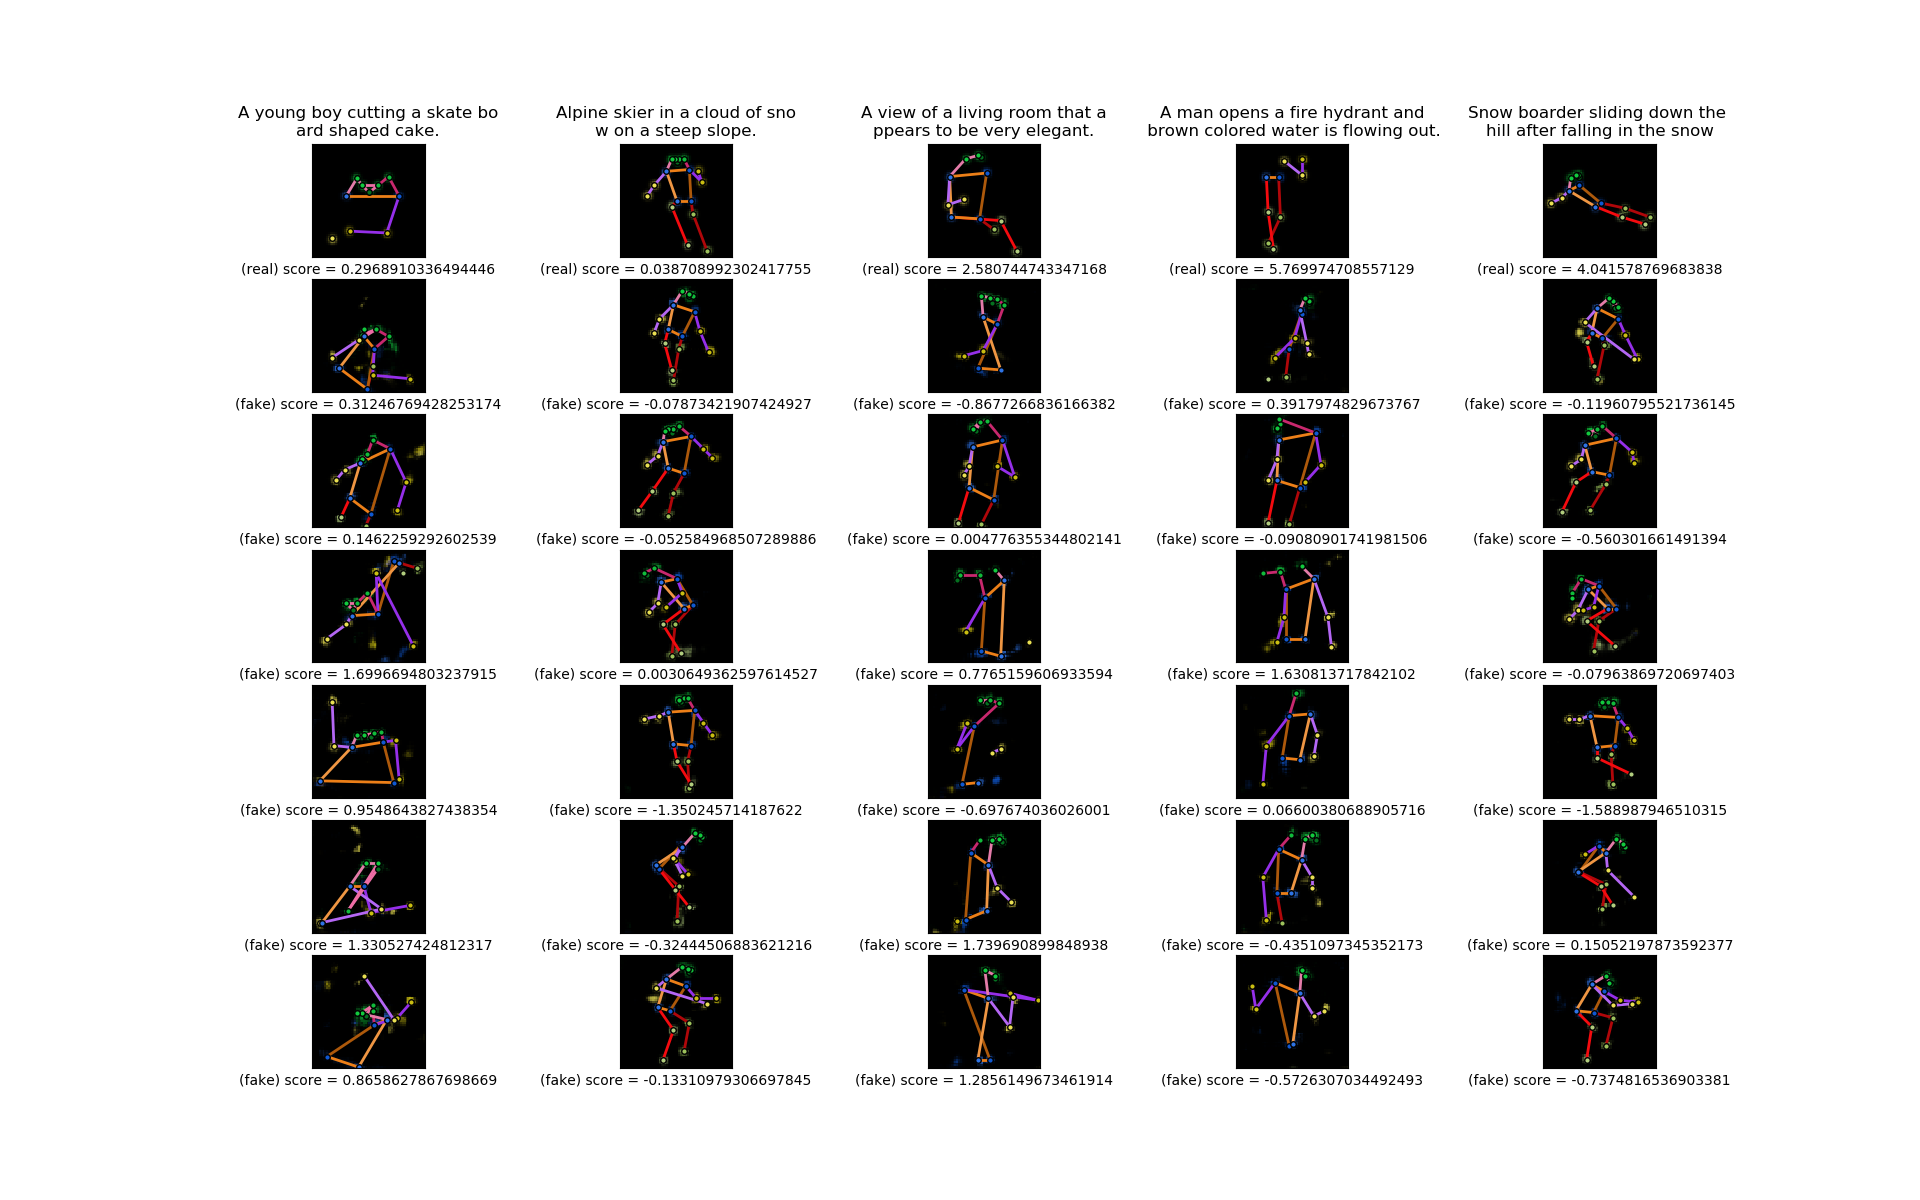 A young boy cutting a skate bo
ard shaped cake.
Alpine skier in a cloud of sno
w on a steep slope.
A view of a living room that a
ppears to be very elegant.
A man opens a fire hydrant and
brown colored water is flowing out.
Snow boarder sliding down the
hill after falling in the snow
(real) score = 0.2968910336494446
(real) score = 0.038708992302417755
(real) score = 2.580744743347168
(real) score = 5.769974708557129
(real) score = 4.041578769683838
(fake) score = 0.31246769428253174
(fake) score = -0.07873421907424927
(fake) score = -0.8677266836166382
(fake) score = 0.3917974829673767
(fake) score = -0.11960795521736145
(fake) score = 0.1462259292602539
(fake) score = -0.052584968507289886
(fake) score = 0.004776355344802141
(fake) score = -0.09080901741981506
(fake) score = -0.560301661491394
(fake) score = 1.6996694803237915
(fake) score = 0.0030649362597614527
(fake) score = 0.7765159606933594
(fake) score = 1.630813717842102
(fake) score = -0.07963869720697403
(fake) score = 0.9548643827438354
(fake) score = -1.350245714187622
(fake) score = -0.697674036026001
(fake) score = 0.06600380688905716
(fake) score = -1.588987946510315
(fake) score = 1.330527424812317
(fake) score = -0.32444506883621216
(fake) score = 1.739690899848938
(fake) score = -0.4351097345352173
(fake) score = 0.15052197873592377
(fake) score = 0.8658627867698669
(fake) score = -0.13310979306697845
(fake) score = 1.2856149673461914
(fake) score = -0.5726307034492493
(fake) score = -0.7374816536903381